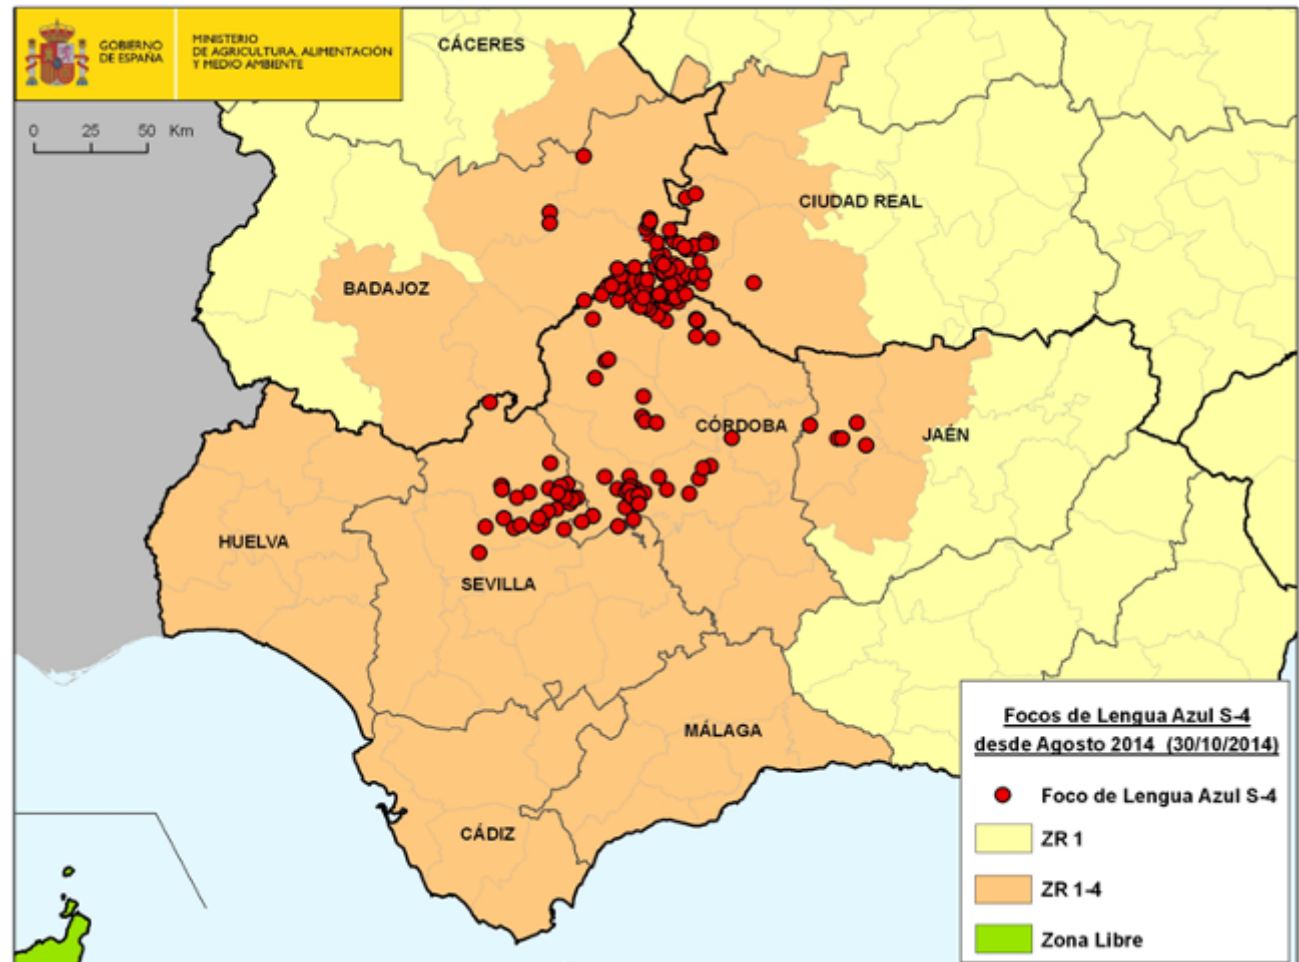 GOBIERNO
DE ESPAÑA
MINISTERIO
DE AGRICULTURA, ALIMENTACIÓN
Y MEDIO AMBIENTE
0 25 50 Km
CÁCERES
CIUDAD REAL
BADAJOZ
CÓRDOBA
JAÉN
HUELVA
SEVILLA
MÁLAGA
CÁDIZ
Focos de Lengua Azul S-4
desde Agosto 2014 (30/10/2014)
Foco de Lengua Azul S-4
ZR 1
ZR 1-4
Zona Libre